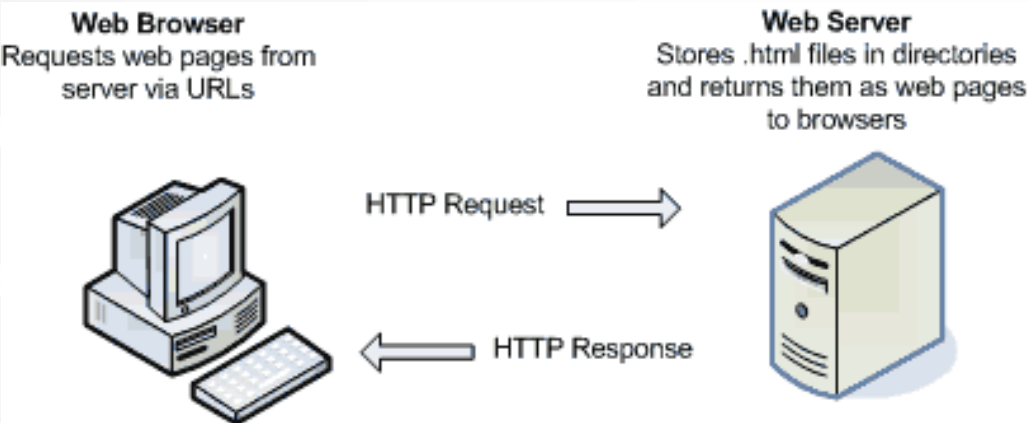 Web Browser
Requests web pages from
server via URLs
Web Server
Stores .html files in directories
and returns them as web pages
to browsers
HTTP Request
HTTP Response